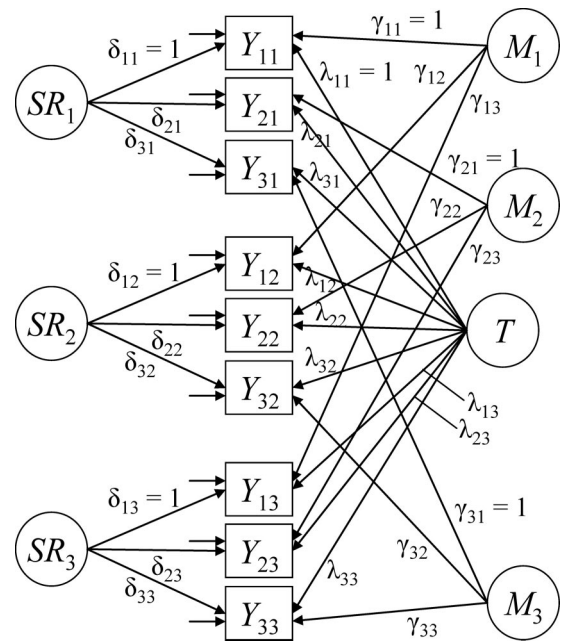 δ₁₁ = 1
Y₁₁
γ₁₁ = 1
M₁
SR₁
λ₁₁ = 1
γ₁₂
δ₂₁
Y₂₁
γ₁₃
δ₃₁
λ₂₁
Y₃₁
λ₃₁
γ₂₁ = 1
M₂
γ₂₂
γ₂₃
δ₁₂ = 1
Y₁₂
λ₁₂
SR₂
Y₂₂
λ₂₂
T
δ₂₂
δ₃₂
Y₃₂
λ₃₂
λ₁₃
λ₂₃
δ₁₃ = 1
Y₁₃
γ₃₁ = 1
SR₃
Y₂₃
γ₃₂
δ₂₃
λ₃₃
δ₃₃
Y₃₃
γ₃₃
M₃